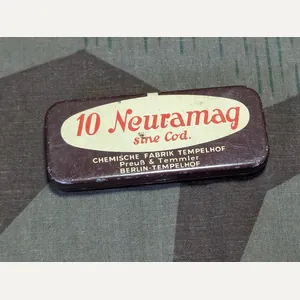 10 Neuramag
sine Cod.
CHEMISCHE FABRIK TEMPELHOF
Preuß & Temmler
BERLIN-TEMPELHOF